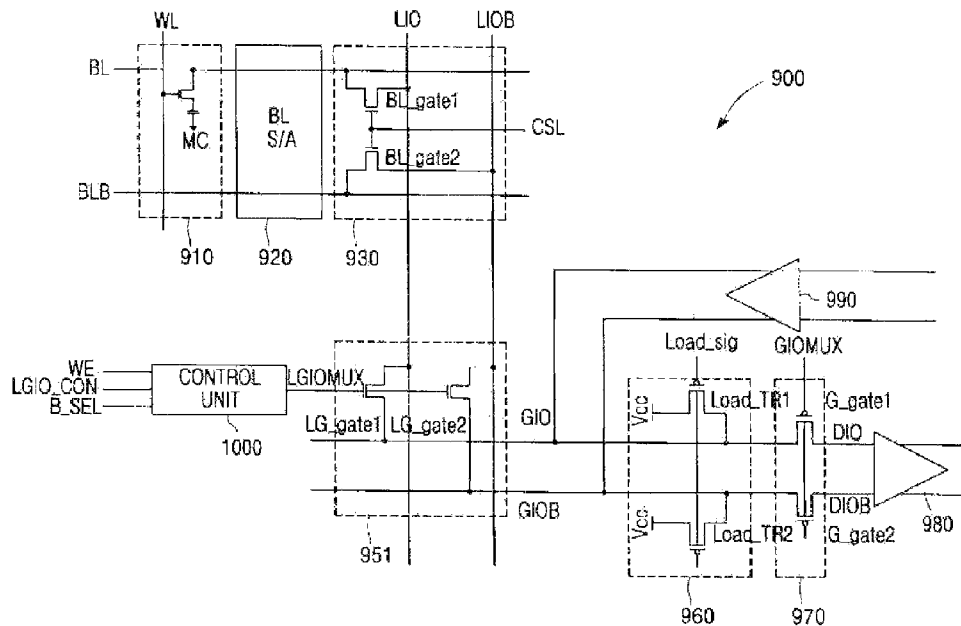 WL
LIO
LIOB
BL
900
BL_gate1
BL
S/A
MC
CSL
BL_gate2
BLB
910
920
930
990
Load_sig
GIOMUX
WE
LGIO_CON
B_SEL
CONTROL
UNIT
LGIOMUX
1000
LG_gate1
LG_gate2
GIO
Vcc
Load_TR1
G_gate1
DIO
GIOB
Vcc
Load_TR2
DIOB
G_gate2
980
951
960
970